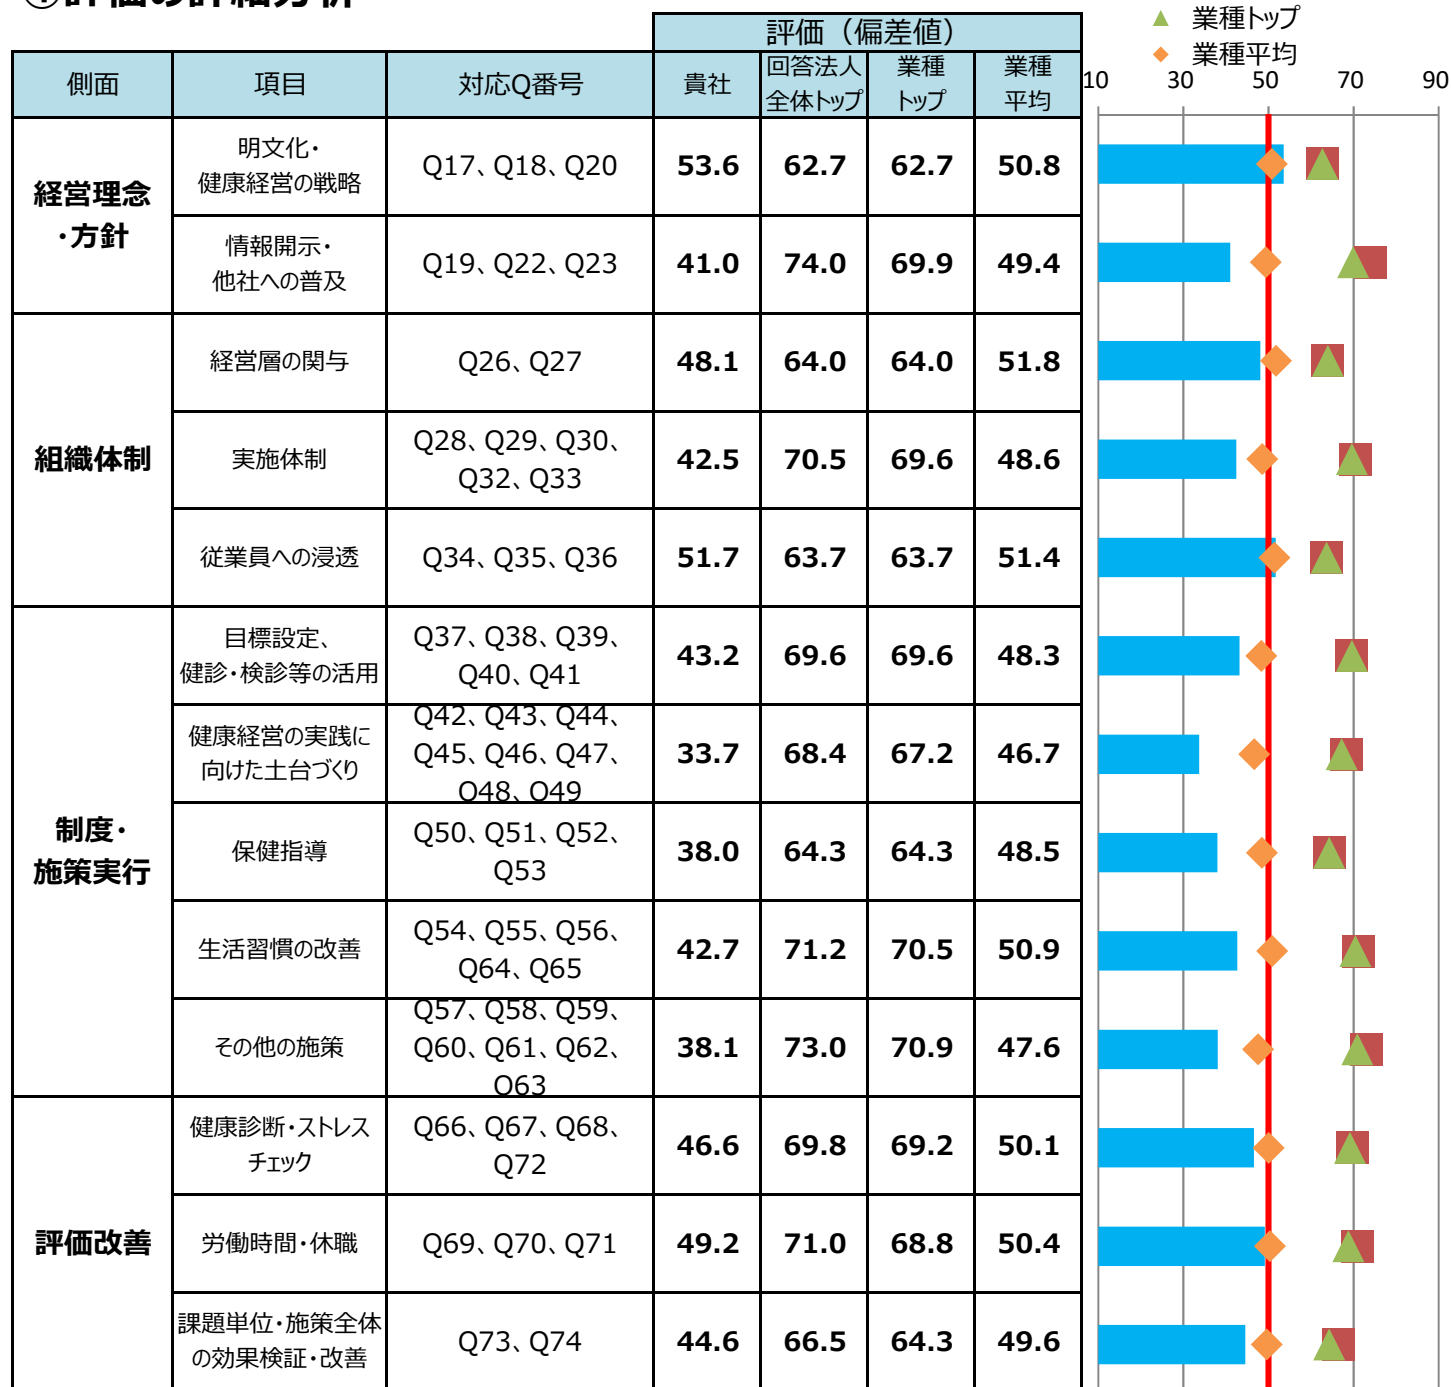 ①評価の詳細分析
▲ 業種トップ
◆ 業種平均
評価（偏差値）
側面 項目 対応Q番号 貴社 回答法人 業種 業種
全体トップ トップ 平均
10 30 50 70 90
経営理念
・方針
明文化・
健康経営の戦略
Q17、Q18、Q20 53.6 62.7 62.7 50.8
情報開示・
他社への普及
Q19、Q22、Q23 41.0 74.0 69.9 49.4
組織体制
経営層の関与 Q26、Q27 48.1 64.0 64.0 51.8
実施体制
Q28、Q29、Q30、
Q32、Q33
42.5 70.5 69.6 48.6
従業員への浸透 Q34、Q35、Q36 51.7 63.7 63.7 51.4
制度・
施策実行
目標設定、
健診・検診等の活用
Q37、Q38、Q39、
Q40、Q41
43.2 69.6 69.6 48.3
健康経営の実践に
向けた土台づくり
Q42、Q43、Q44、
Q45、Q46、Q47、
Q48、Q49
33.7 68.4 67.2 46.7
保健指導
Q50、Q51、Q52、
Q53
38.0 64.3 64.3 48.5
生活習慣の改善
Q54、Q55、Q56、
Q64、Q65
42.7 71.2 70.5 50.9
その他の施策
Q57、Q58、Q59、
Q60、Q61、Q62、
Q63
38.1 73.0 70.9 47.6
評価改善
健康診断・ストレス
チェック
Q66、Q67、Q68、
Q72
46.6 69.8 69.2 50.1
労働時間・休職 Q69、Q70、Q71 49.2 71.0 68.8 50.4
課題単位・施策全体
の効果検証・改善
Q73、Q74 44.6 66.5 64.3 49.6